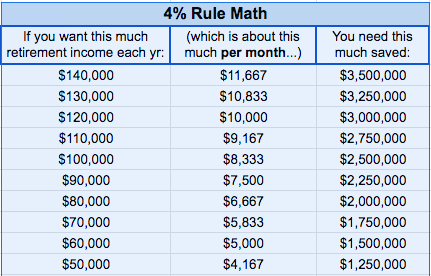 4% Rule Math
If you want this much (which is about this You need this
retirement income each yr: much per month...) much saved:
$140,000 $11,667 $3,500,000
$130,000 $10,833 $3,250,000
$120,000 $10,000 $3,000,000
$110,000 $9,167 $2,750,000
$100,000 $8,333 $2,500,000
$90,000 $7,500 $2,250,000
$80,000 $6,667 $2,000,000
$70,000 $5,833 $1,750,000
$60,000 $5,000 $1,500,000
$50,000 $4,167 $1,250,000